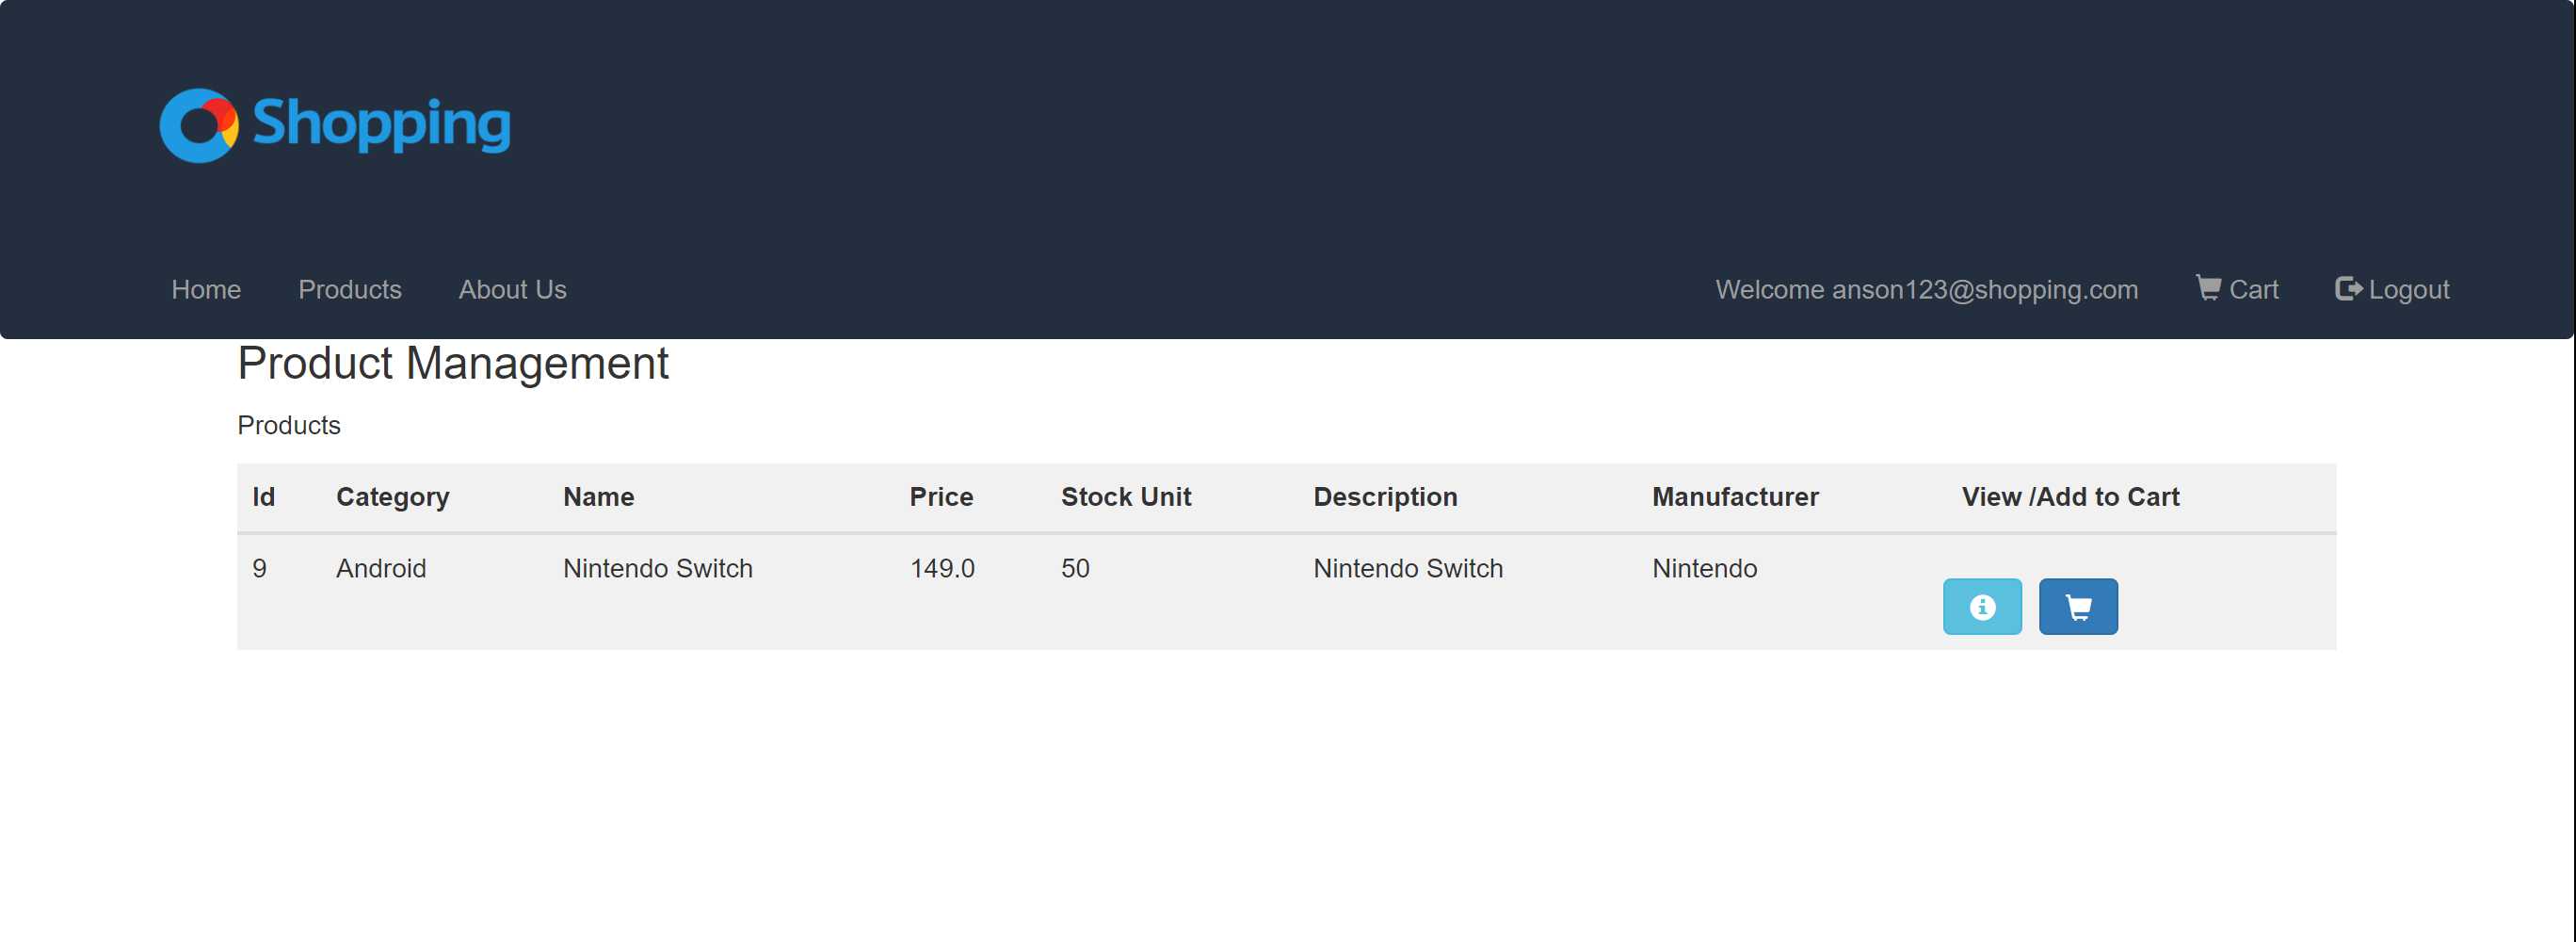 Shopping
Home Products About Us Welcome anson123@shopping.com Cart Logout
Product Management
Products
Id Category Name Price Stock Unit Description Manufacturer View /Add to Cart
9 Android Nintendo Switch 149.0 50 Nintendo Switch Nintendo